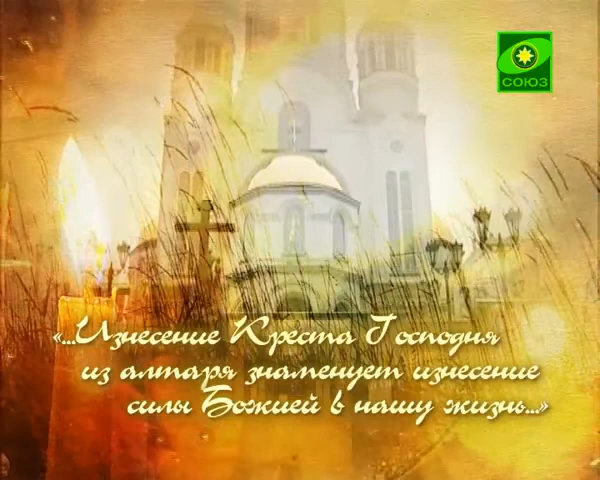 СОЮЗ
«...Изнесение Креста Господня
из алтаря знаменует изнесение
силы Божией в нашу жизнь...»